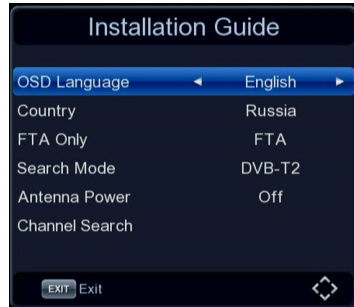 Installation Guide
OSD Language English
Country Russia
FTA Only FTA
Search Mode DVB-T2
Antenna Power Off
Channel Search
EXIT Exit